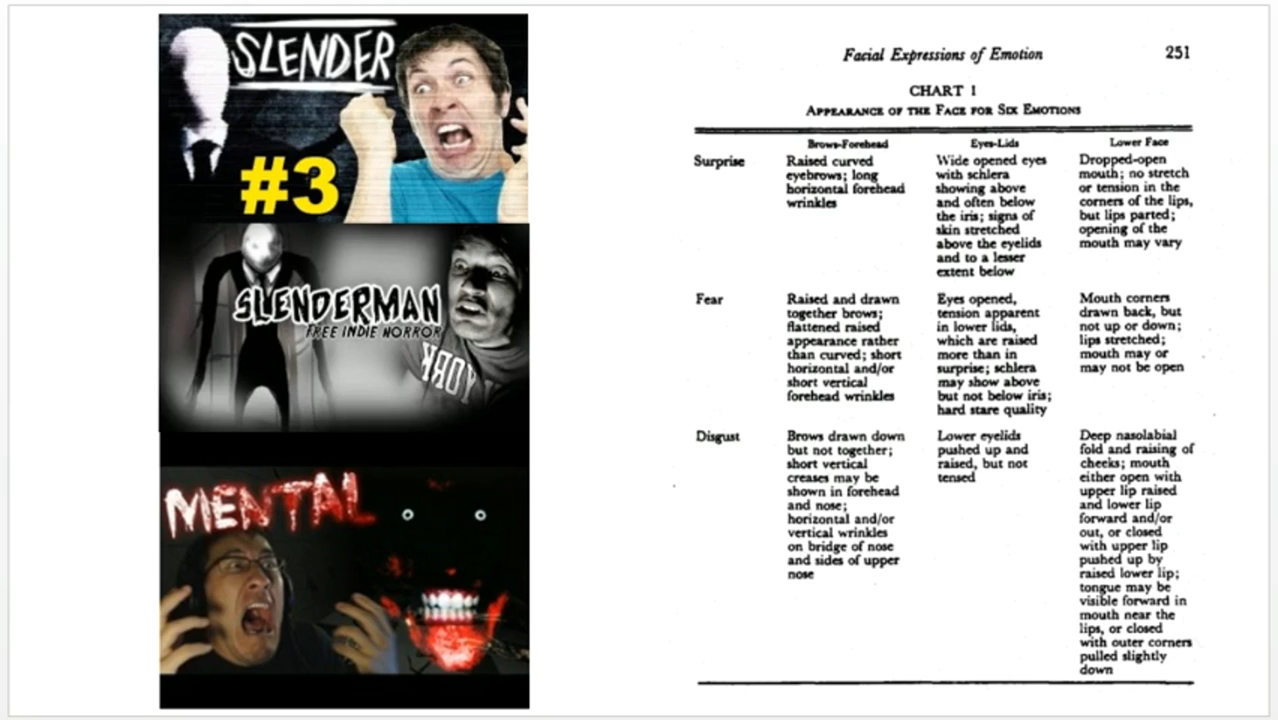 SLENDER
#3
SLENDERMAN
FREE INDIE HORROR
YORK
MENTAL
Facial Expressions of Emotion 251
CHART 1
APPEARANCE OF THE FACE FOR SIX EMOTIONS
Brows-Forehead Eyes-Lids Lower Face
Surprise
Raised curved
eyebrows; long
horizontal forehead
wrinkles
Wide opened eyes
with schlera
showing above
and often below
the iris; signs of
skin stretched
above the eyelids
and to a lesser
extent below
Dropped-open
mouth; no stretch
or tension in the
corners of the lips,
but lips parted;
opening of the
mouth may vary
Fear
Raised and drawn
together brows;
flattened raised
appearance rather
than curved; short
horizontal and/or
short vertical
forehead wrinkles
Eyes opened,
tension apparent
in lower lids,
which are raised
more than in
surprise; schlera
may show above
but not below iris;
hard stare quality
Mouth corners
drawn back, but
not up or down;
lips stretched;
mouth may or
may not be open
Disgust
Brows drawn down
but not together;
short vertical
creases may be
shown in forehead
and nose;
horizontal and/or
vertical wrinkles
on bridge of nose
and sides of upper
nose
Lower eyelids
pushed up and
raised, but not
tensed
Deep nasolabial
fold and raising of
cheeks; mouth
either open with
upper lip raised
and lower lip
forward and/or
out, or closed
with upper lip
pushed up by
raised lower lip;
tongue may be
visible forward in
mouth near the
lips, or closed
with outer corners
pulled slightly
down